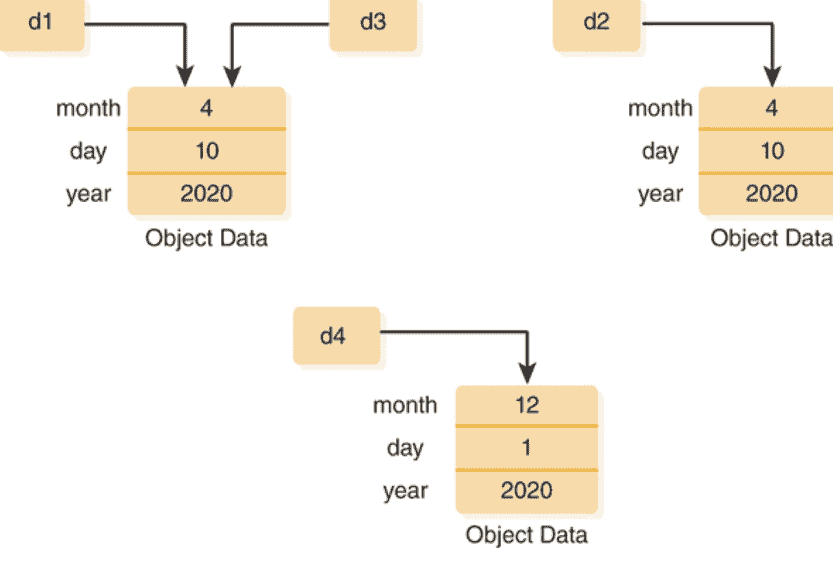 d1
d3
month 4
day 10
year 2020
Object Data
d2
month 4
day 10
year 2020
Object Data
d4
month 12
day 1
year 2020
Object Data